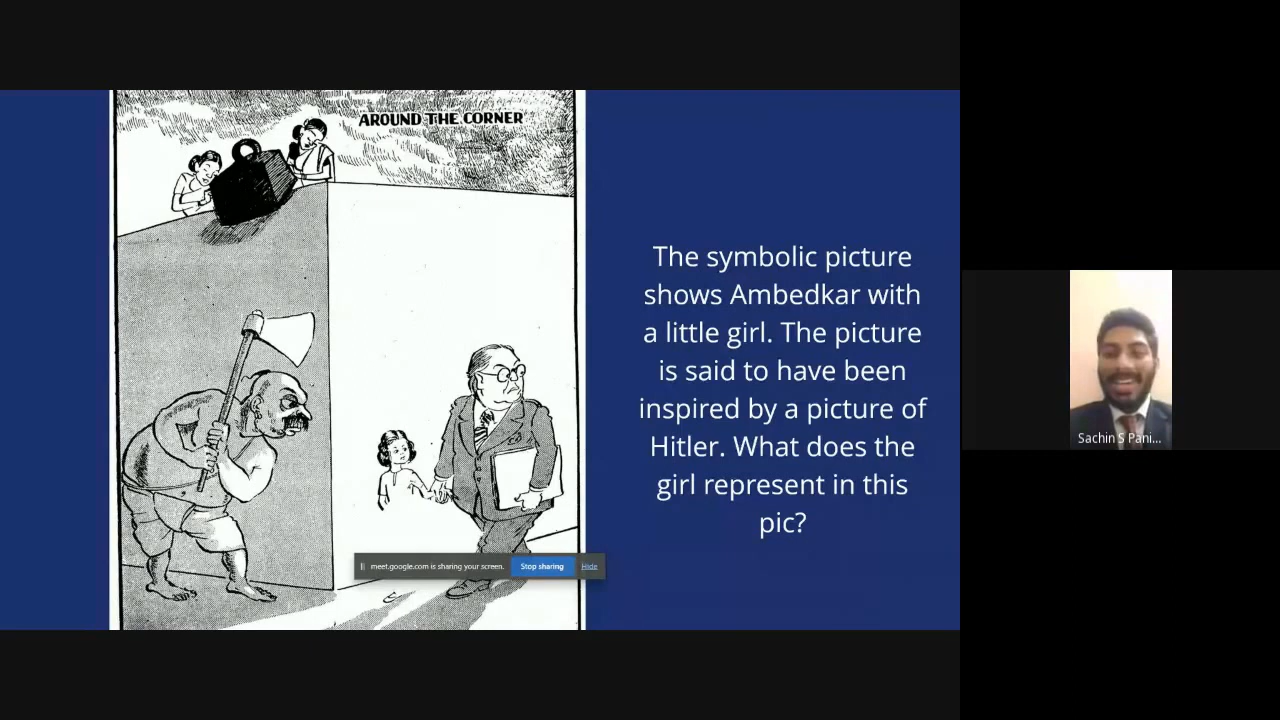 AROUND THE CORNER
The symbolic picture
shows Ambedkar with
a little girl. The picture
is said to have been
inspired by a picture of
Hitler. What does the
girl represent in this
pic?
meet.google.com is sharing your screen. Stop sharing Hide
Sachin S Pani...